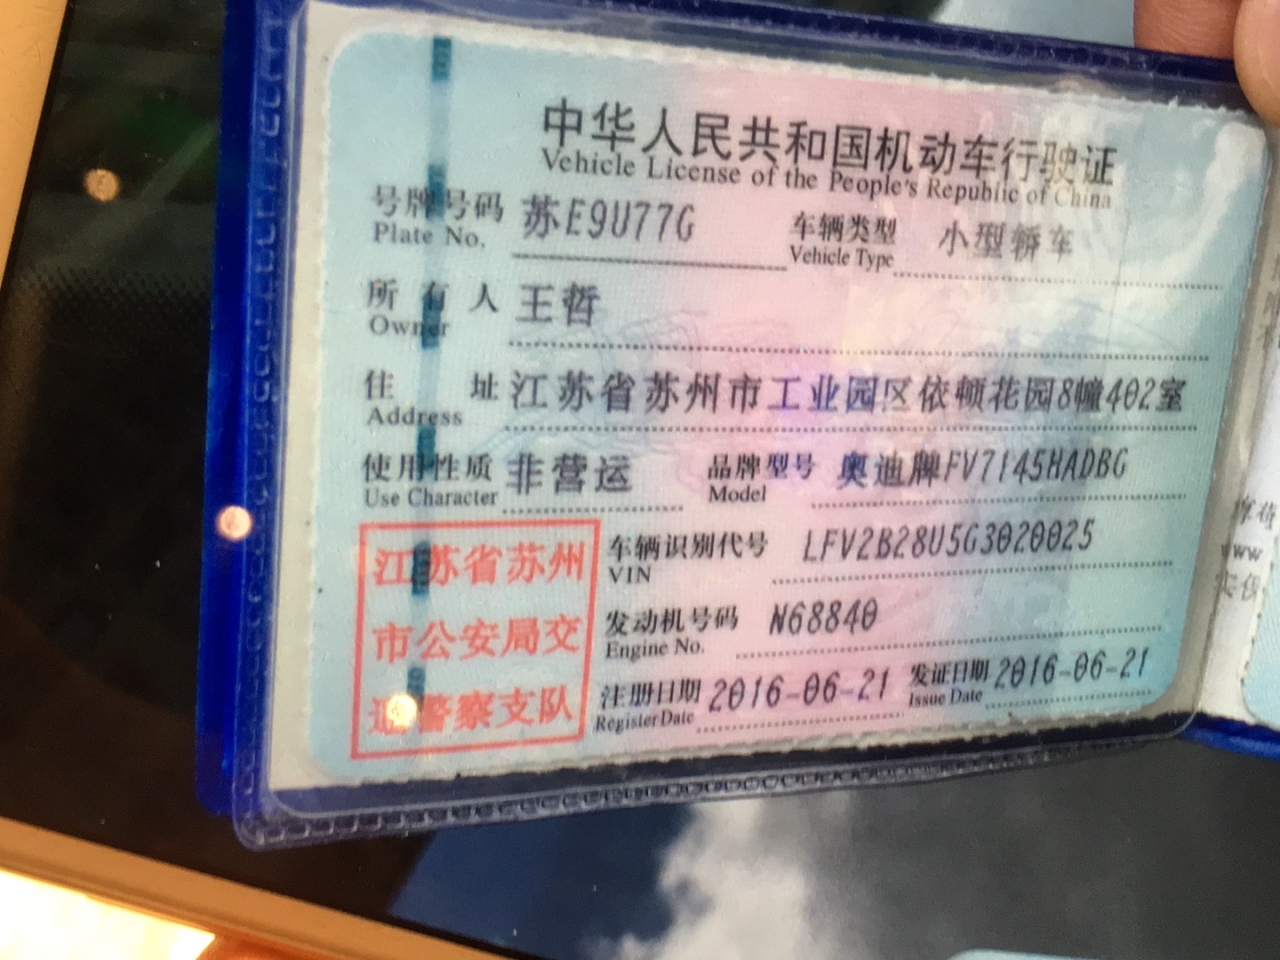 中华人民共和国机动车行驶证
Vehicle License of the People's Republic of China
号牌号码 苏E9U77G 车辆类型 小型轿车
Plate No. Vehicle Type
所有人 王哲
Owner
住址 江苏省苏州市工业园区依顿花园8幢402室
Address
使用性质 非营运 品牌型号 奥迪牌FV7145HADBG
Use Character Model
江苏省苏州
市公安局交
通警察支队
车辆识别代号 LFV2B28U5G3020025
VIN
发动机号码 N68840
Engine No.
注册日期 2016-06-21 发证日期 2016-06-21
Register Date Issue Date
www